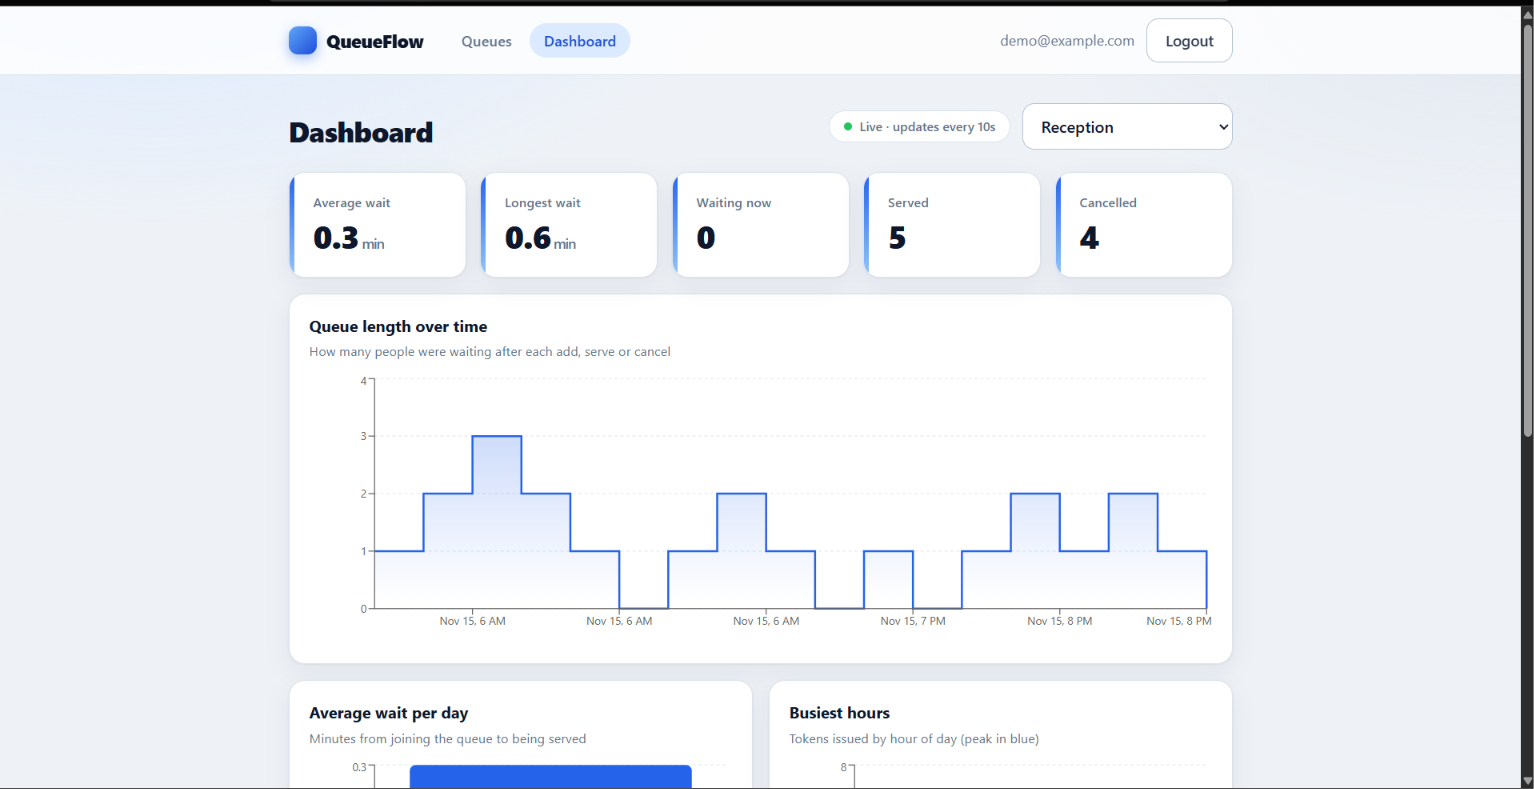 QueueFlow Queues Dashboard demo@example.com Logout
Dashboard Live · updates every 10s Reception
Average wait Longest wait Waiting now Served Cancelled
0.3 min 0.6 min 0 5 4
Queue length over time
How many people were waiting after each add, serve or cancel
4
3
2
1
0
Nov 15, 6 AM Nov 15, 6 AM Nov 15, 6 AM Nov 15, 7 PM Nov 15, 8 PM Nov 15, 8 PM
Average wait per day Busiest hours
Minutes from joining the queue to being served Tokens issued by hour of day (peak in blue)
0.3 8